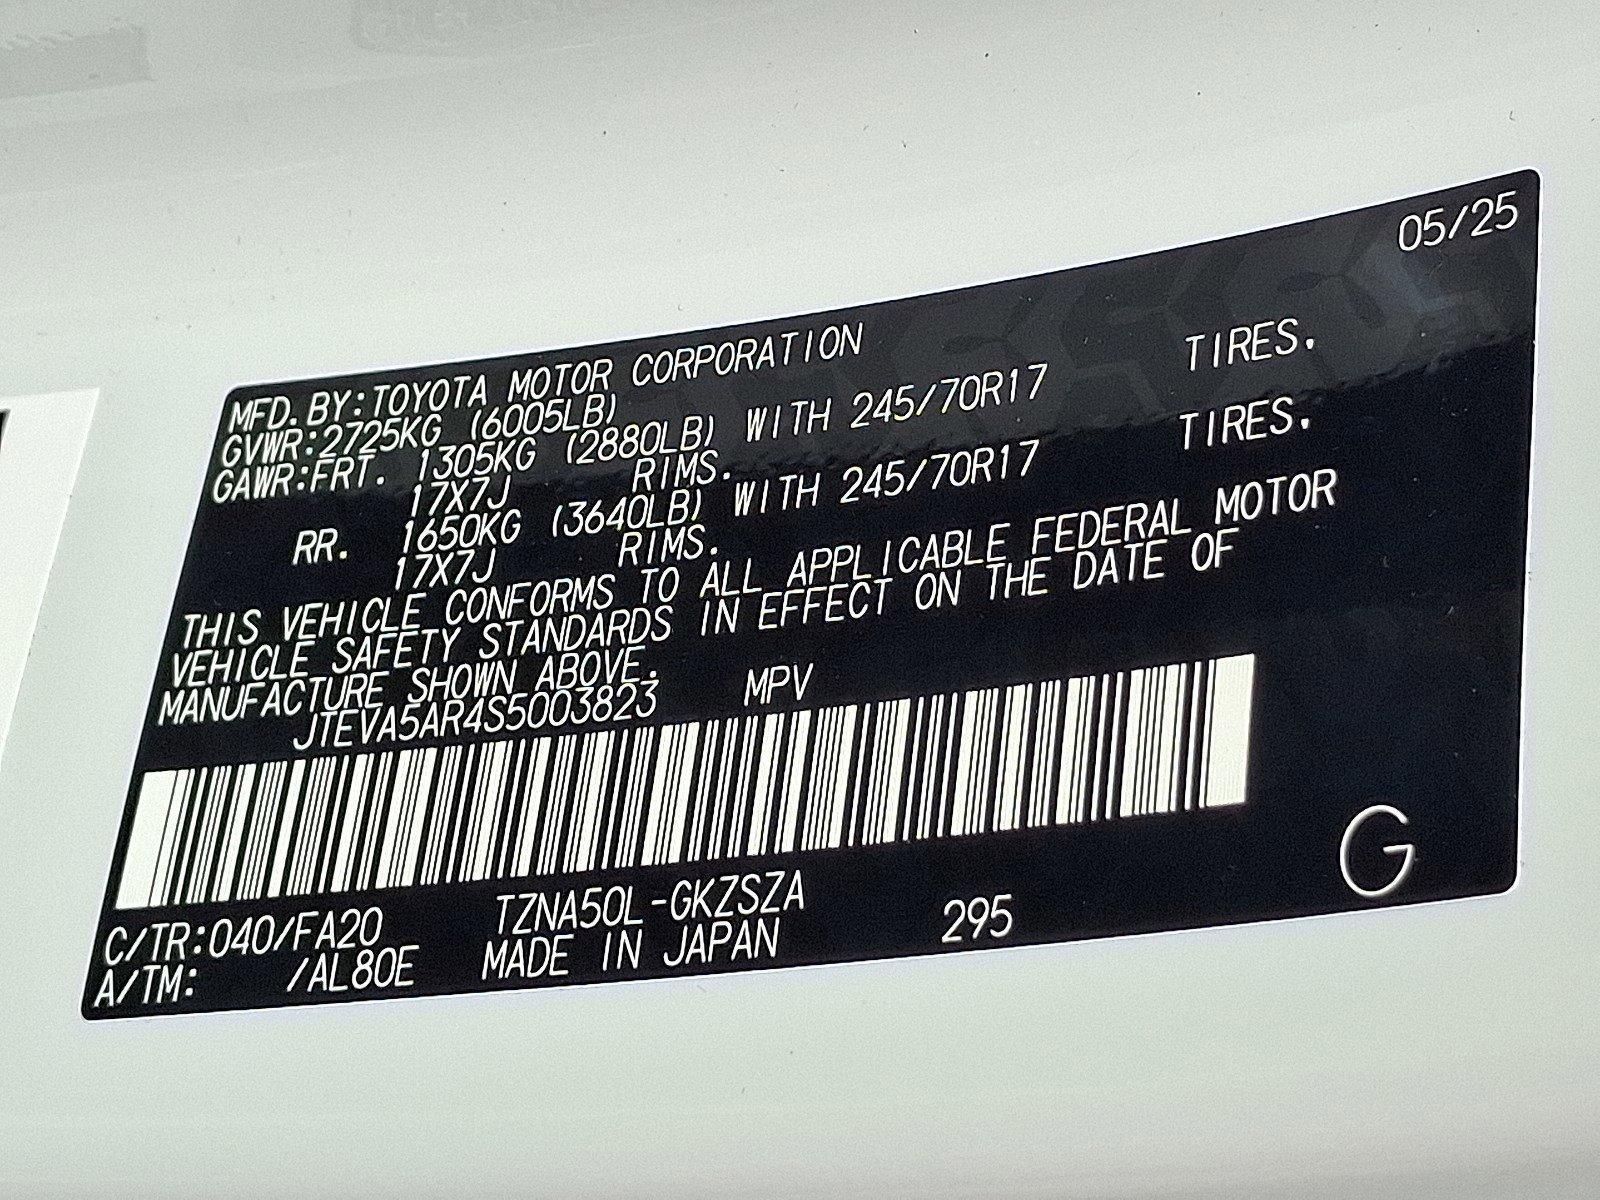 05/25
MFD. BY: TOYOTA MOTOR CORPORATION
GVWR: 2725KG (6005LB)
GAWR: FRT. 1305KG (2880LB) WITH 245/70R17 TIRES.
17X7J RIMS.
RR. 1650KG (3640LB) WITH 245/70R17 TIRES.
17X7J RIMS.
THIS VEHICLE CONFORMS TO ALL APPLICABLE FEDERAL MOTOR
VEHICLE SAFETY STANDARDS IN EFFECT ON THE DATE OF
MANUFACTURE SHOWN ABOVE.
JTEVA5AR4S5003823 MPV
C/TR: 040/FA20 TZNA50L-GKZSZA
A/TM: /AL80E MADE IN JAPAN 295 G